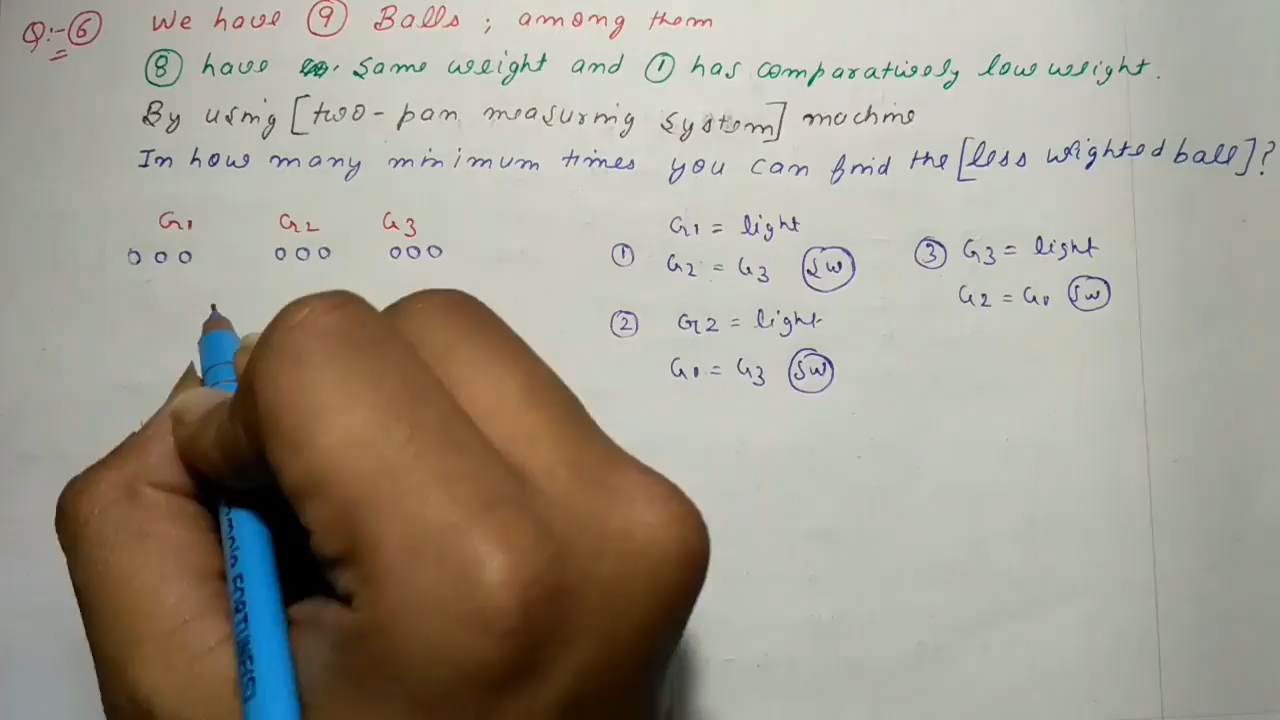 Q:-6 We have 9 Balls ; among them
8 have same weight and 1 has comparatively low weight.
By using [two-pan measuring system] machine
In how many minimum times you can find the [less weighted ball]?
G1 G2 G3
G1 = light
1 G2 = G3 SW
2 G2 = light
G1 = G3 SW
3 G3 = light
G2 = G1 SW